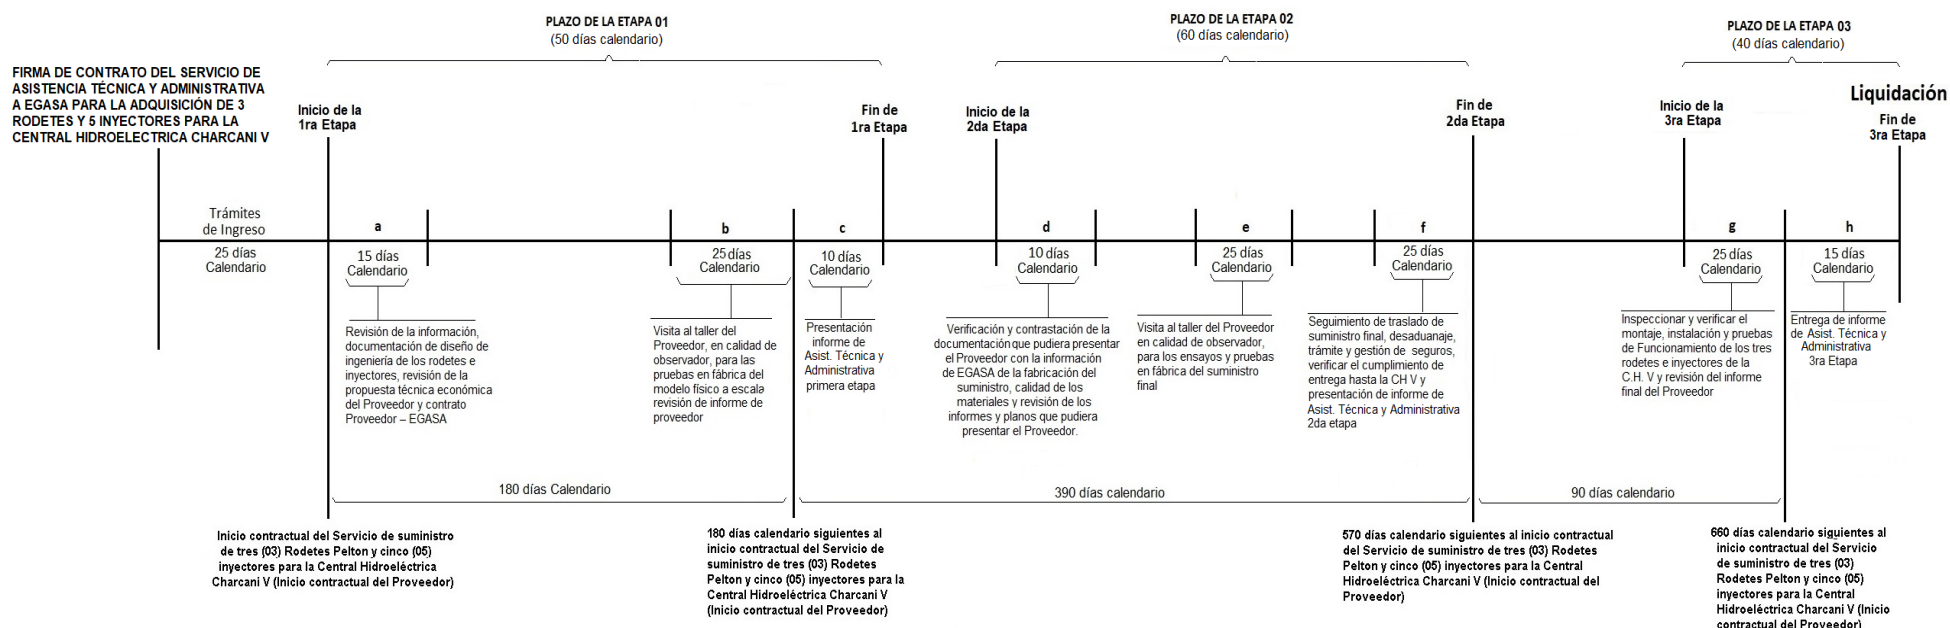 PLAZO DE LA ETAPA 01
(50 días calendario)
PLAZO DE LA ETAPA 02
(60 días calendario)
PLAZO DE LA ETAPA 03
(40 días calendario)
FIRMA DE CONTRATO DEL SERVICIO DE
ASISTENCIA TÉCNICA Y ADMINISTRATIVA
A EGASA PARA LA ADQUISICIÓN DE 3
RODETES Y 5 INYECTORES PARA LA
CENTRAL HIDROELECTRICA CHARCANI V
Inicio de la
1ra Etapa
Fin de
1ra Etapa
Inicio de la
2da Etapa
Fin de
2da Etapa
Inicio de la
3ra Etapa
Liquidación
Fin de
3ra Etapa
Trámites
de Ingreso
25 días
Calendario
a
15 días
Calendario
b
25 días
Calendario
c
10 días
Calendario
d
10 días
Calendario
e
25 días
Calendario
f
25 días
Calendario
g
25 días
Calendario
h
15 días
Calendario
Revisión de la información,
documentación de diseño de
ingeniería de los rodetes e
inyectores, revisión de la
propuesta técnica económica
del Proveedor y contrato
Proveedor – EGASA
Visita al taller del
Proveedor, en calidad de
observador, para las
pruebas en fábrica del
modelo físico a escala
revisión de informe de
proveedor
Presentación
informe de
Asist. Técnica y
Administrativa
primera etapa
Verificación y contrastación de la
documentación que pudiera presentar
el Proveedor con la información
de EGASA de la fabricación del
suministro, calidad de los
materiales y revisión de los
informes y planos que pudiera
presentar el Proveedor.
Visita al taller del Proveedor
en calidad de observador,
para los ensayos y pruebas
en fábrica del suministro
final
Seguimiento de traslado de
suministro final, desaduanaje,
trámite y gestión de seguros,
verificar el cumplimiento de
entrega hasta la CH V y
presentación de informe de
Asist. Técnica y Administrativa
2da etapa
Inspeccionar y verificar el
montaje, instalación y pruebas
de Funcionamiento de los tres
rodetes e inyectores de la
C.H. V y revisión del informe
final del Proveedor
Entrega de informe
de Asist. Técnica y
Administrativa
3ra Etapa
180 días Calendario
390 días calendario
90 días calendario
Inicio contractual del Servicio de suministro
de tres (03) Rodetes Pelton y cinco (05)
inyectores para la Central Hidroeléctrica
Charcani V (Inicio contractual del Proveedor)
180 días calendario siguientes al
inicio contractual del Servicio de
suministro de tres (03) Rodetes
Pelton y cinco (05) inyectores para la
Central Hidroeléctrica Charcani V
(Inicio contractual del Proveedor)
570 días calendario siguientes al inicio contractual
del Servicio de suministro de tres (03) Rodetes
Pelton y cinco (05) inyectores para la Central
Hidroeléctrica Charcani V (Inicio contractual del
Proveedor)
660 días calendario siguientes al
inicio contractual del Servicio
de suministro de tres (03)
Rodetes Pelton y cinco (05)
inyectores para la Central
Hidroeléctrica Charcani V (Inicio
contractual del Proveedor)